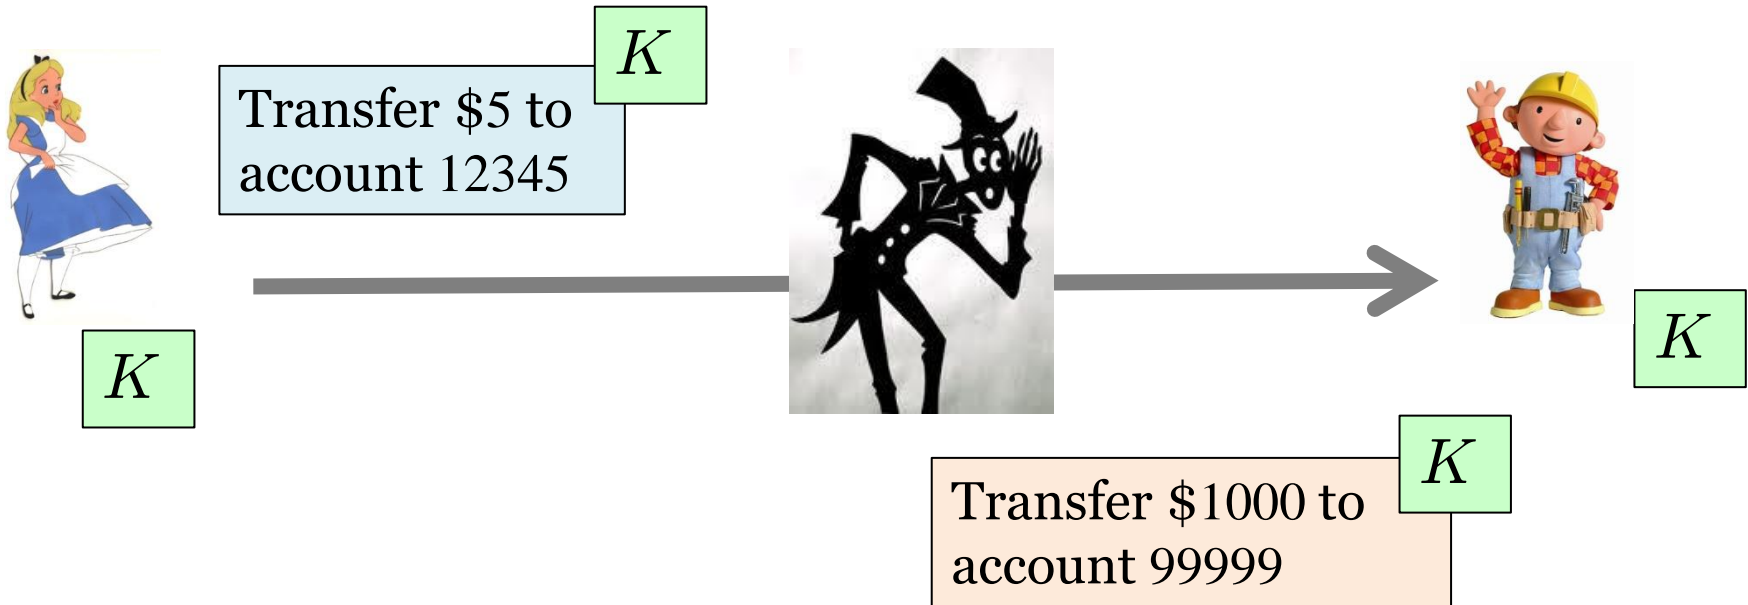 K
Transfer $5 to
account 12345
K
K
K
Transfer $1000 to
account 99999